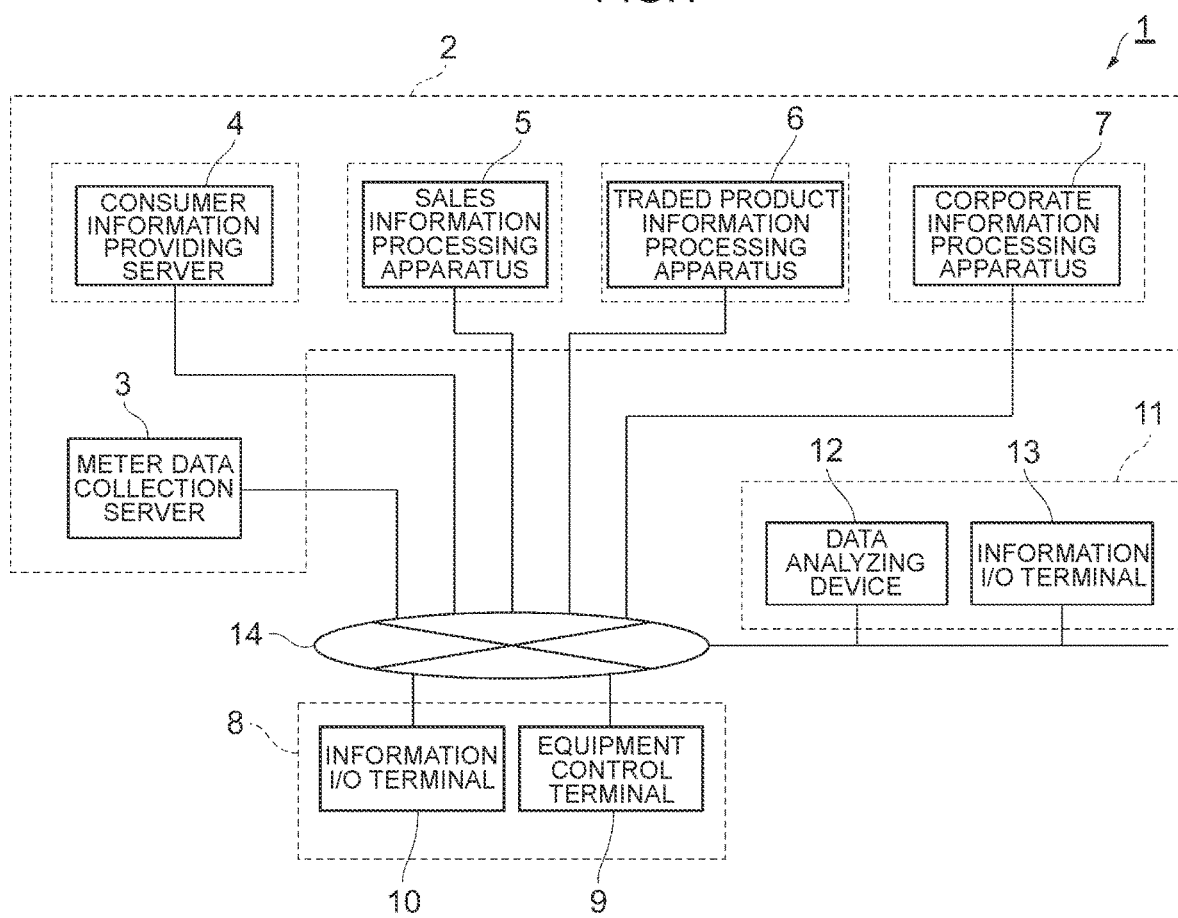 1
2
4
5
6
7
CONSUMER
INFORMATION
PROVIDING
SERVER
SALES
INFORMATION
PROCESSING
APPARATUS
TRADED PRODUCT
INFORMATION
PROCESSING
APPARATUS
CORPORATE
INFORMATION
PROCESSING
APPARATUS
3
METER DATA
COLLECTION
SERVER
11
12
13
DATA
ANALYZING
DEVICE
INFORMATION
I/O TERMINAL
14
8
INFORMATION
I/O TERMINAL
EQUIPMENT
CONTROL
TERMINAL
10
9